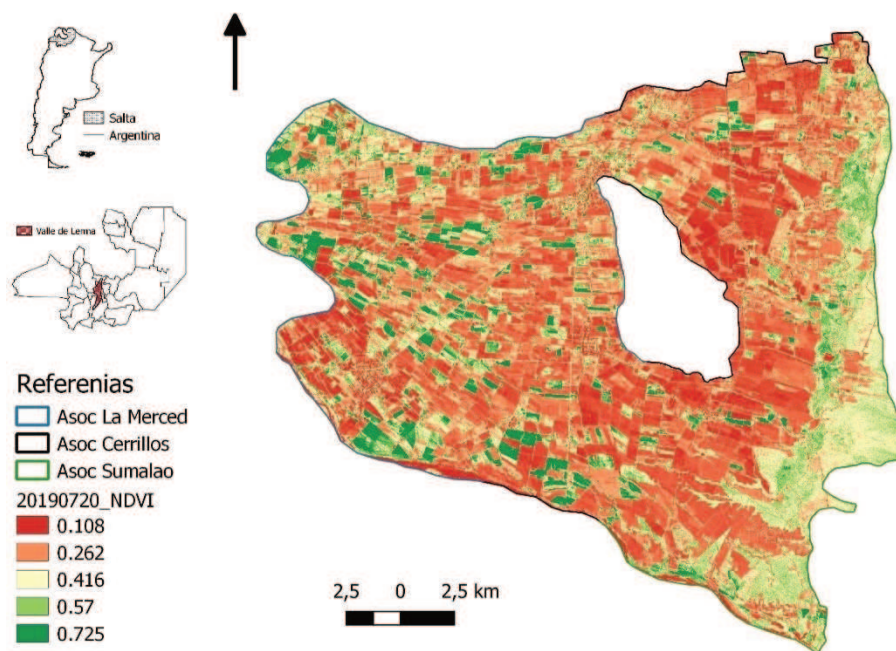 Salta
Argentina
Valle de Lerma
Referenias
Asoc La Merced
Asoc Cerrillos
Asoc Sumalao
20190720_NDVI
0.108
0.262
0.416
0.57
0.725
2,5 0 2,5 km